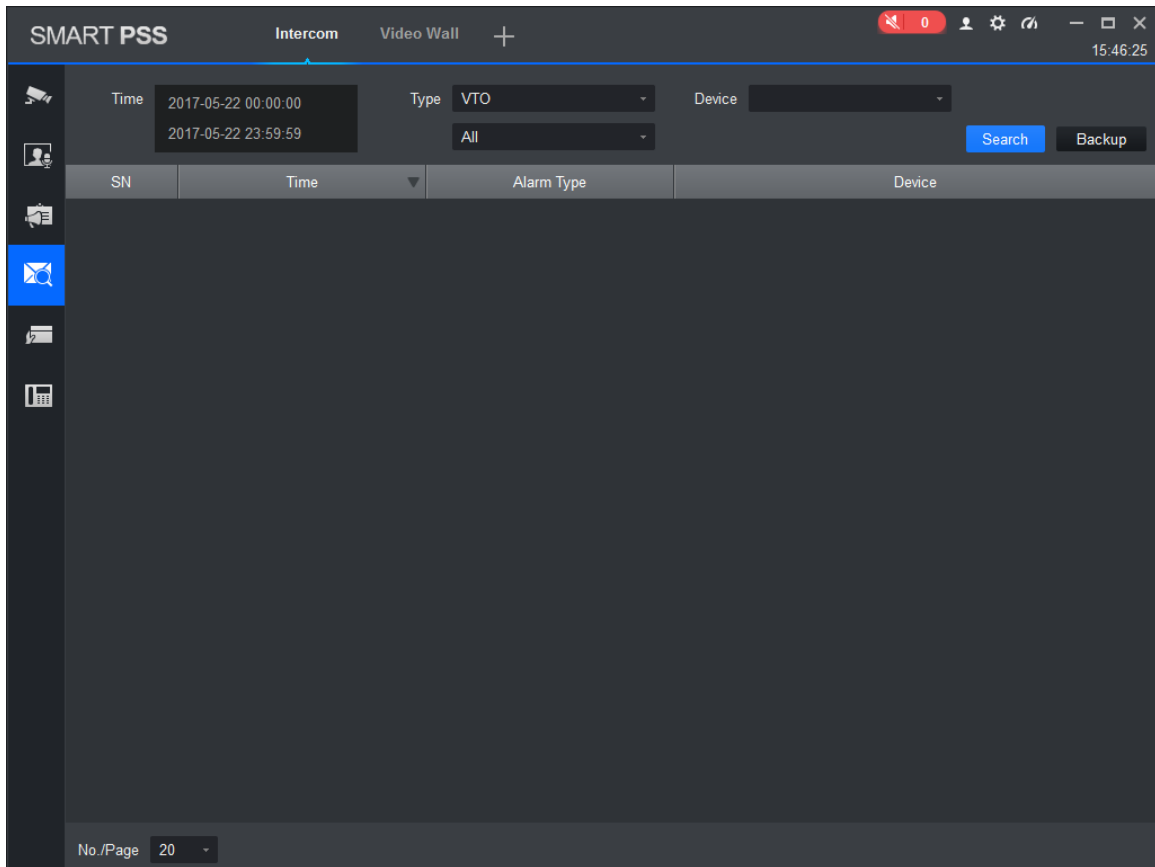 SMART PSS Intercom Video Wall 0
15:46:25
Time 2017-05-22 00:00:00 Type VTO Device
2017-05-22 23:59:59 All Search Backup
SN Time Alarm Type Device
No./Page 20